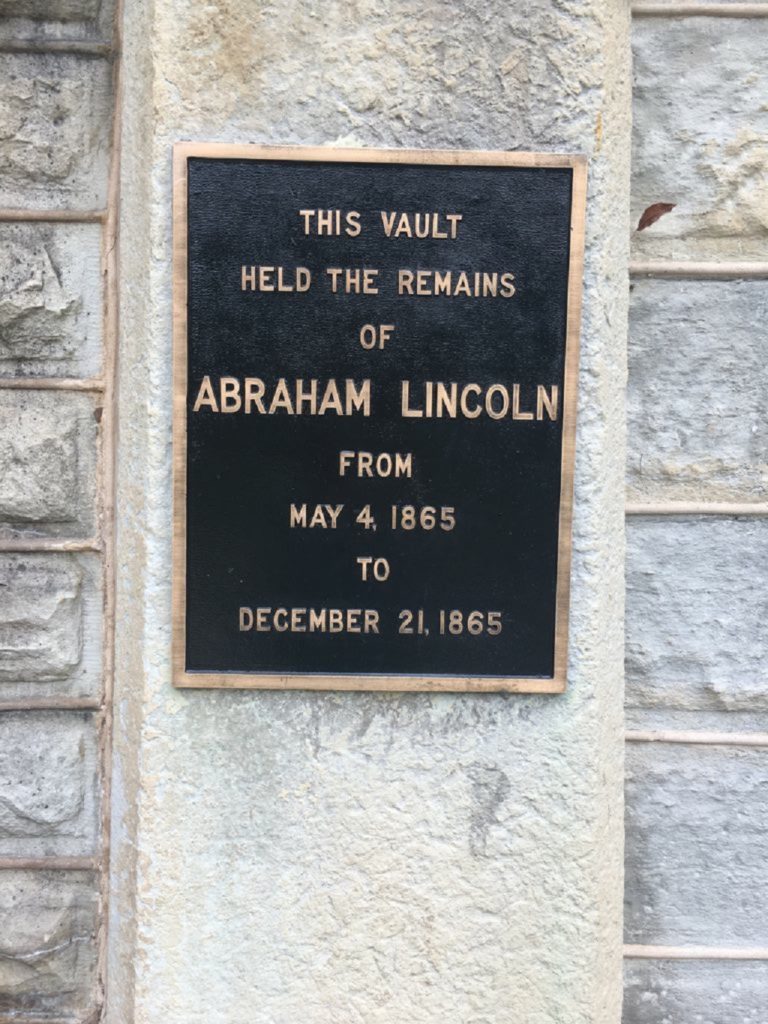 THIS VAULT
HELD THE REMAINS
OF
ABRAHAM LINCOLN
FROM
MAY 4, 1865
TO
DECEMBER 21, 1865